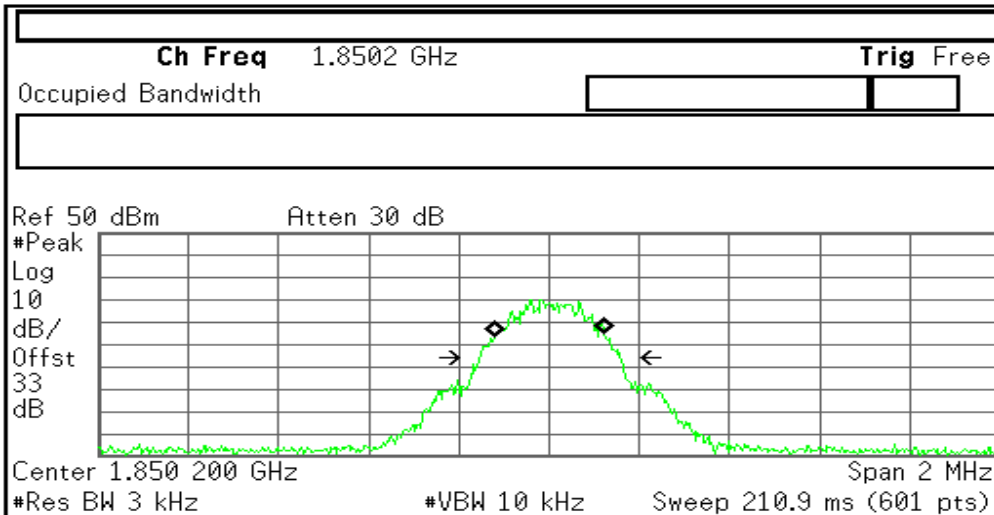 Ch Freq 1.8502 GHz Trig Free
Occupied Bandwidth
Ref 50 dBm Atten 30 dB
#Peak
Log
10
dB/
Offst
33
dB
Center 1.850 200 GHz Span 2 MHz
#Res BW 3 kHz #VBW 10 kHz Sweep 210.9 ms (601 pts)